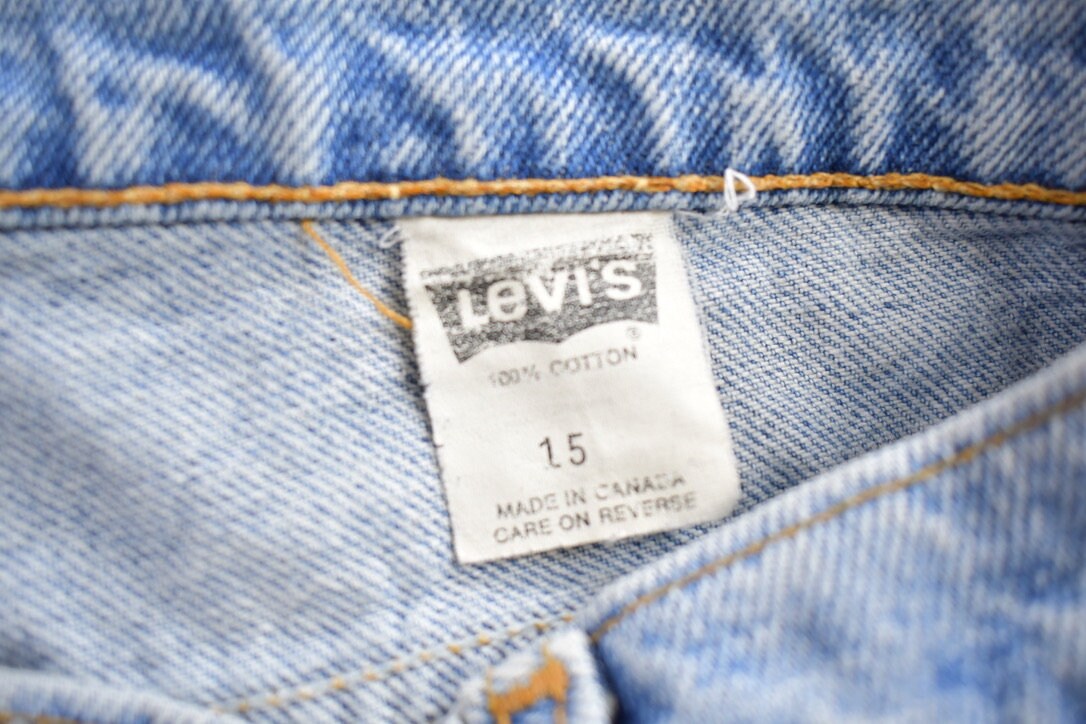 LeVI'S
®
100% COTTON
15
MADE IN CANADA
CARE ON REVERSE